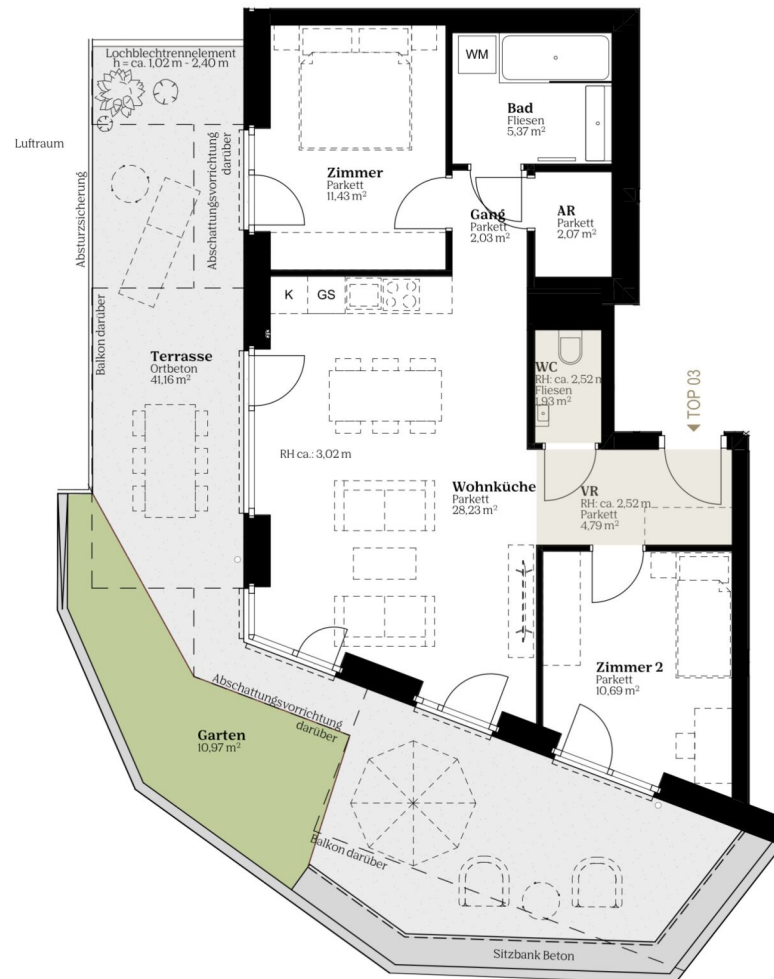 Lochblechtrennelement
h = ca. 1,02 m - 2,40 m
Luftraum
Absturzsicherung
Abschattungsvorrichtung
darüber
Balkon darüber
Terrasse
Ortbeton
41,16 m²
Zimmer
Parkett
11,43 m²
WM
Bad
Fliesen
5,37 m²
Gang
Parkett
2,03 m²
AR
Parkett
2,07 m²
K
GS
WC
RH: ca. 2,52 m
Fliesen
1,93 m²
TOP 03
RH ca.: 3,02 m
Wohnküche
Parkett
28,23 m²
VR
RH: ca. 2,52 m
Parkett
4,79 m²
Zimmer 2
Parkett
10,69 m²
Abschattungsvorrichtung
darüber
Garten
10,97 m²
Balkon darüber
Sitzbank Beton